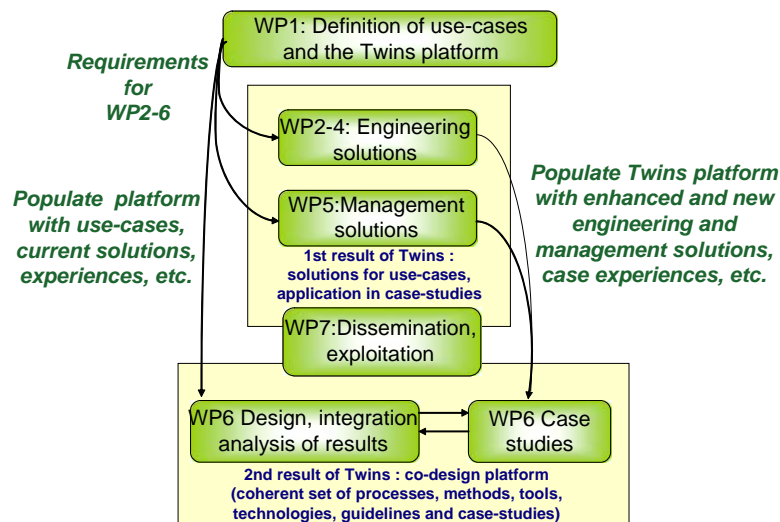 WP1: Definition of use-cases
and the Twins platform
Requirements
for
WP2-6
WP2-4: Engineering
solutions
Populate platform
with use-cases,
current solutions,
experiences, etc.
WP5:Management
solutions
1st result of Twins :
solutions for use-cases,
application in case-studies
Populate Twins platform
with enhanced and new
engineering and
management solutions,
case experiences, etc.
WP7:Dissemination,
exploitation
WP6 Design, integration
analysis of results
WP6 Case
studies
2nd result of Twins : co-design platform
(coherent set of processes, methods, tools,
technologies, guidelines and case-studies)